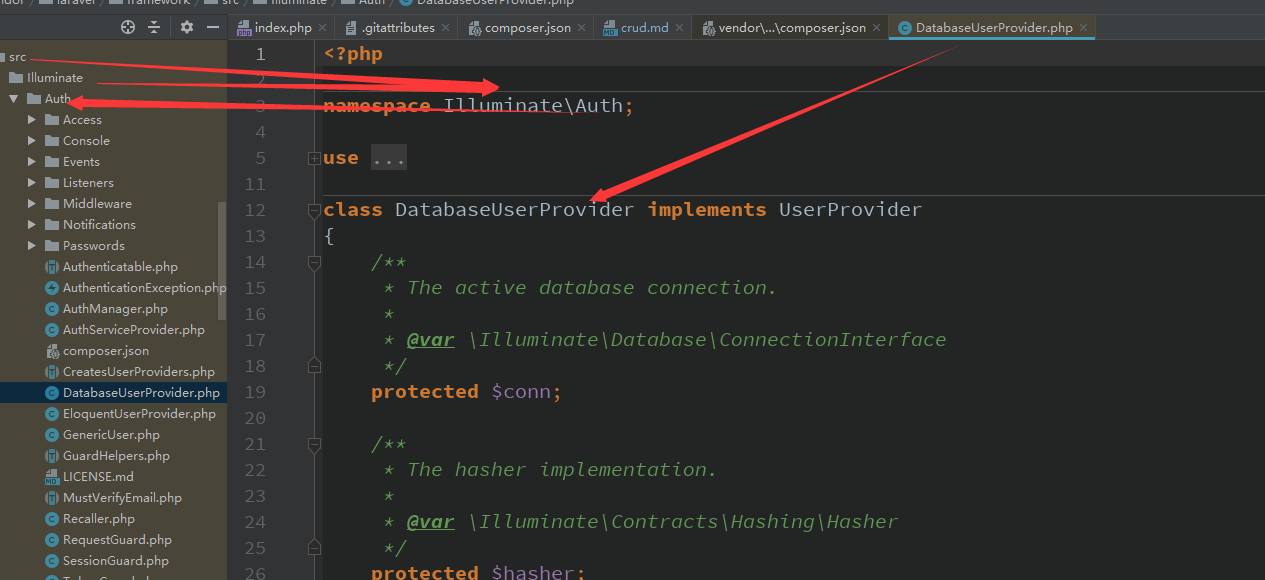 laravel framework src Illuminate Auth DatabaseUserProvider.php
index.php .gitattributes composer.json crud.md vendor\...\composer.json DatabaseUserProvider.php
src
Illuminate
Auth
Access
Console
Events
Listeners
Middleware
Notifications
Passwords
Authenticatable.php
AuthenticationException.php
AuthManager.php
AuthServiceProvider.php
composer.json
CreatesUserProviders.php
DatabaseUserProvider.php
EloquentUserProvider.php
GenericUser.php
GuardHelpers.php
LICENSE.md
MustVerifyEmail.php
Recaller.php
RequestGuard.php
SessionGuard.php
1 <?php
2
3 namespace Illuminate\Auth;
4
5 use ...
11
12 class DatabaseUserProvider implements UserProvider
13 {
14 /**
15 * The active database connection.
16 *
17 * @var \Illuminate\Database\ConnectionInterface
18 */
19 protected $conn;
20
21 /**
22 * The hasher implementation.
23 *
24 * @var \Illuminate\Contracts\Hashing\Hasher
25 */
26 protected $hasher;